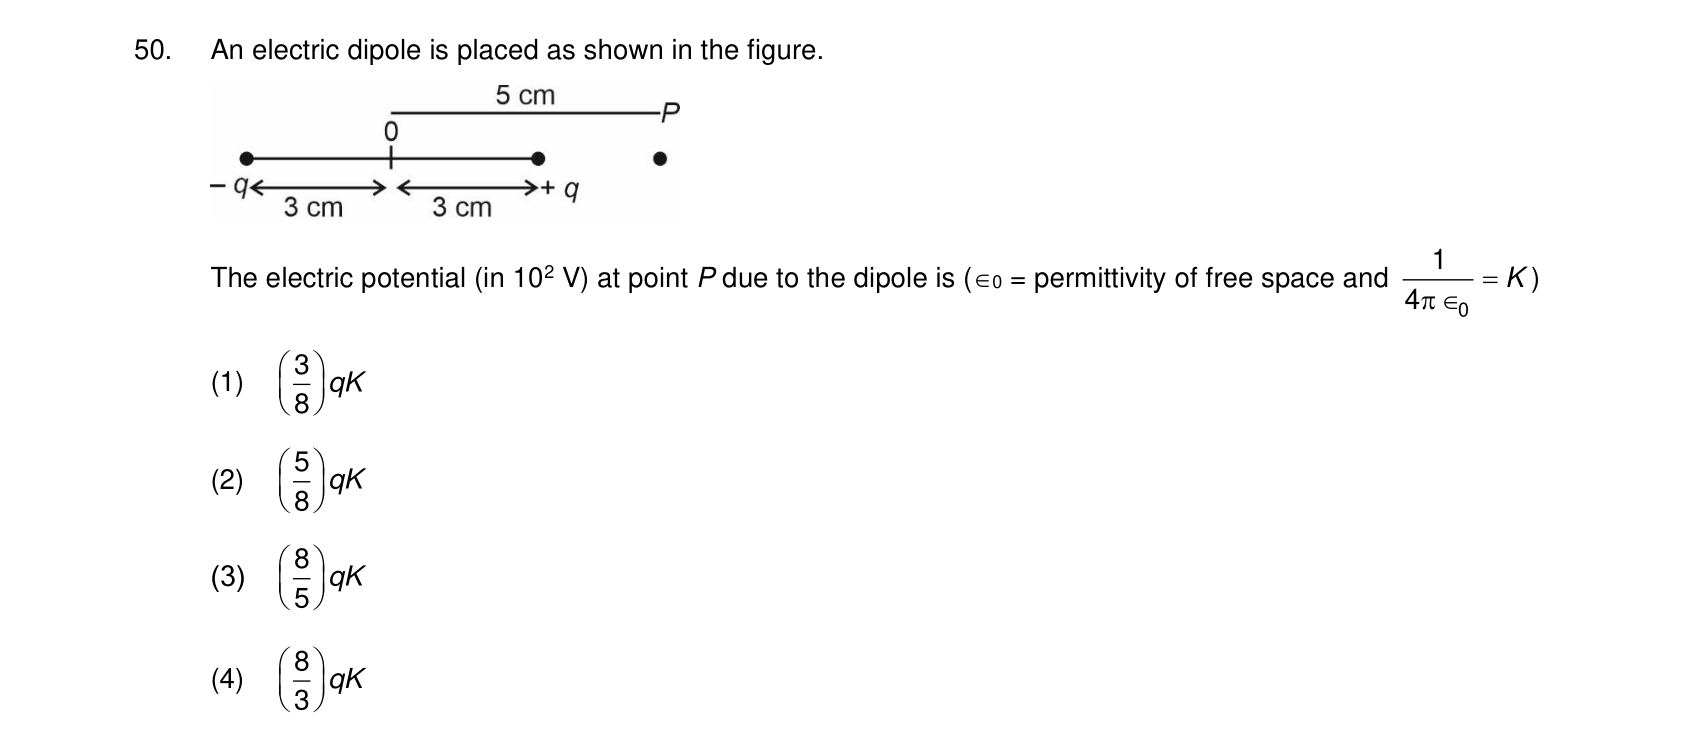 50. An electric dipole is placed as shown in the figure.
5 cm
P
0
– q
3 cm
3 cm
+ q
The electric potential (in 10² V) at point P due to the dipole is (∈₀ = permittivity of free space and 1/(4π ∈₀) = K)
(1) (3/8) qK
(2) (5/8) qK
(3) (8/5) qK
(4) (8/3) qK